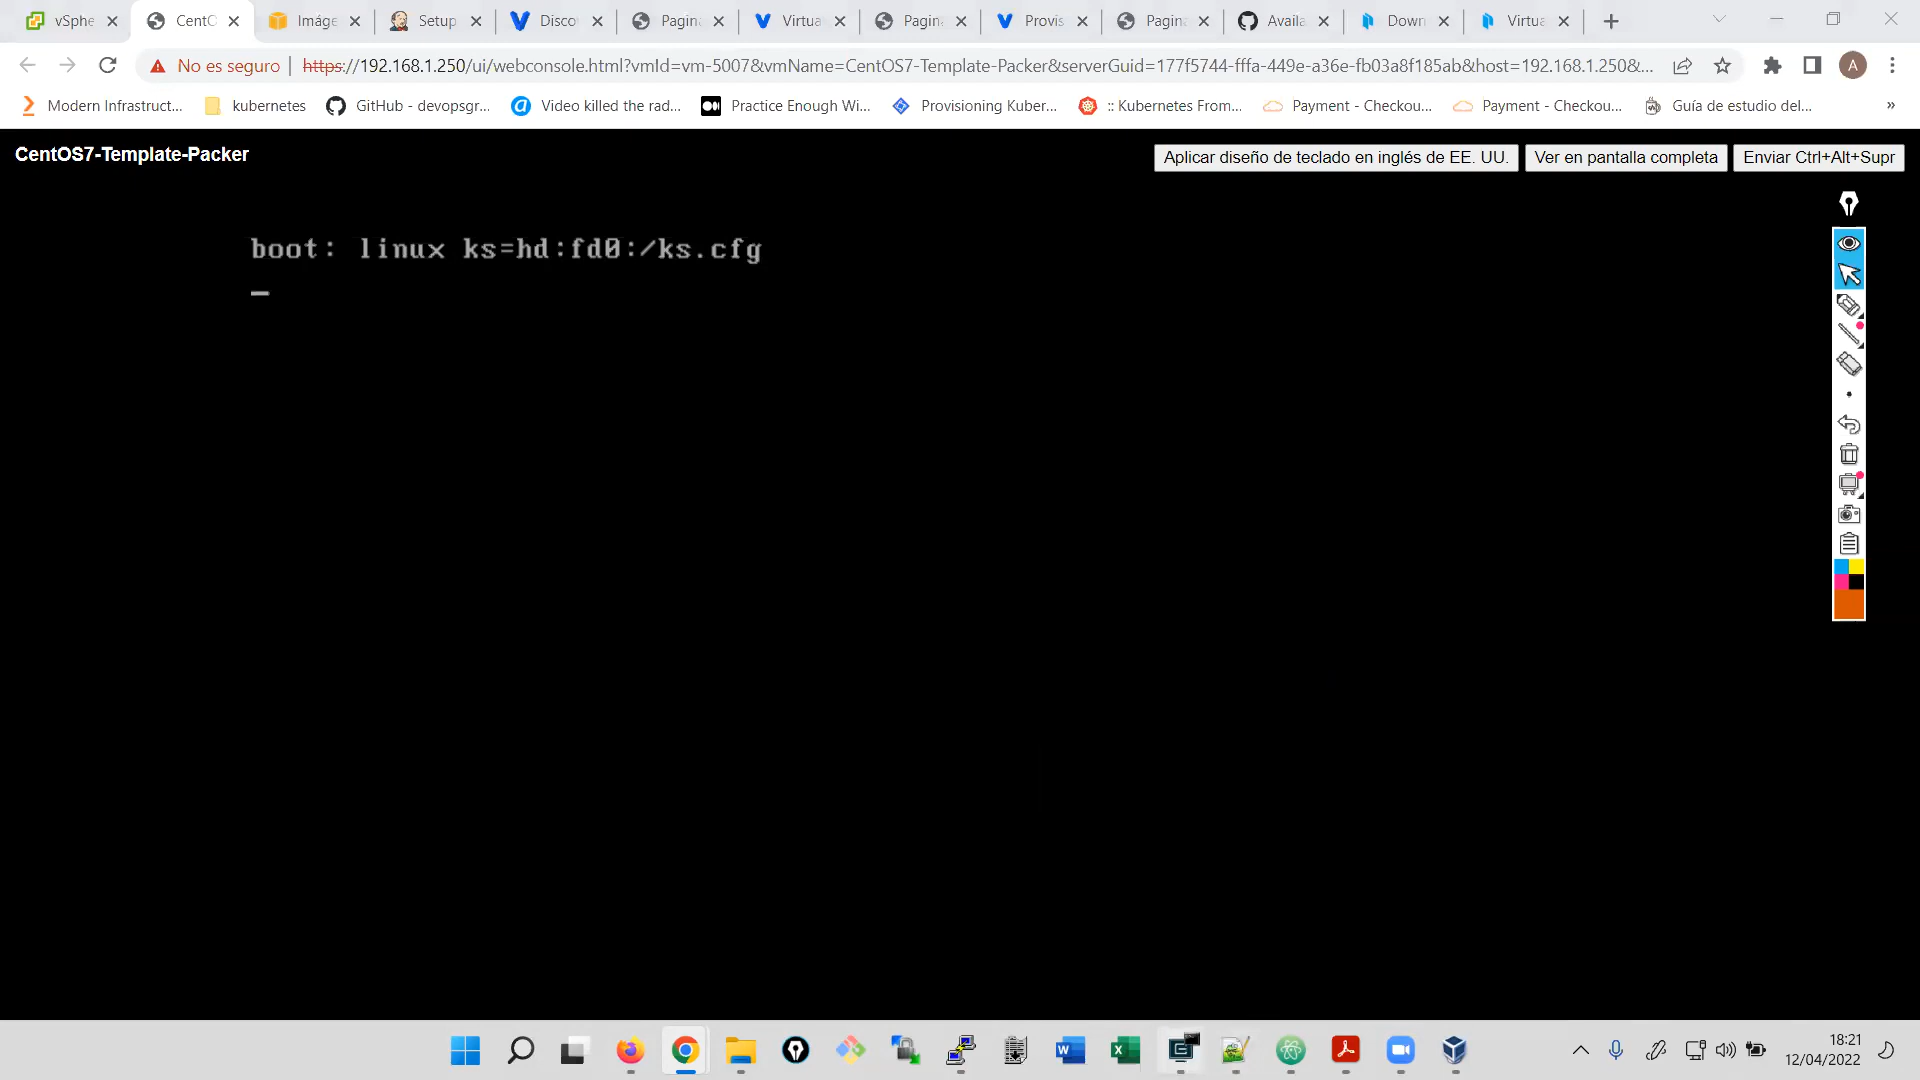 vSphe
CentO
Imáge
Setup
Disco
Pagina
Virtua
Pagina
Provis
Pagina
Availa
Down
Virtua
No es seguro
https://192.168.1.250/ui/webconsole.html?vmId=vm-5007&vmName=CentOS7-Template-Packer&serverGuid=177f5744-fffa-449e-a36e-fb03a8f185ab&host=192.168.1.250&...
A
Modern Infrastruct...
kubernetes
GitHub - devopsgr...
Video killed the rad...
Practice Enough Wi...
Provisioning Kuber...
:: Kubernetes From...
Payment - Checkou...
Payment - Checkou...
Guía de estudio del...
»
CentOS7-Template-Packer
Aplicar diseño de teclado en inglés de EE. UU.
Ver en pantalla completa
Enviar Ctrl+Alt+Supr
boot: linux ks=hd:fd0:/ks.cfg
18:21
12/04/2022